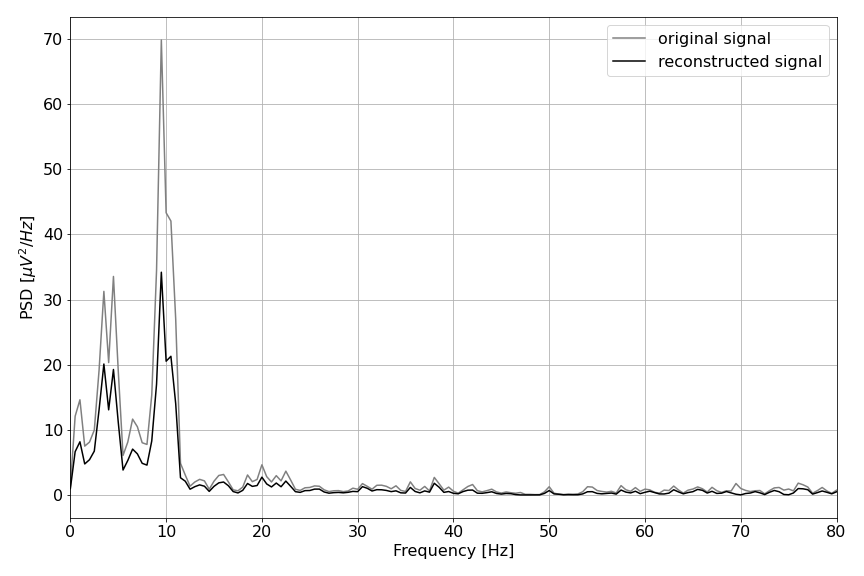 original signal
reconstructed signal
70
60
50
40
30
20
10
0
PSD [μV²/Hz]
0 10 20 30 40 50 60 70 80
Frequency [Hz]